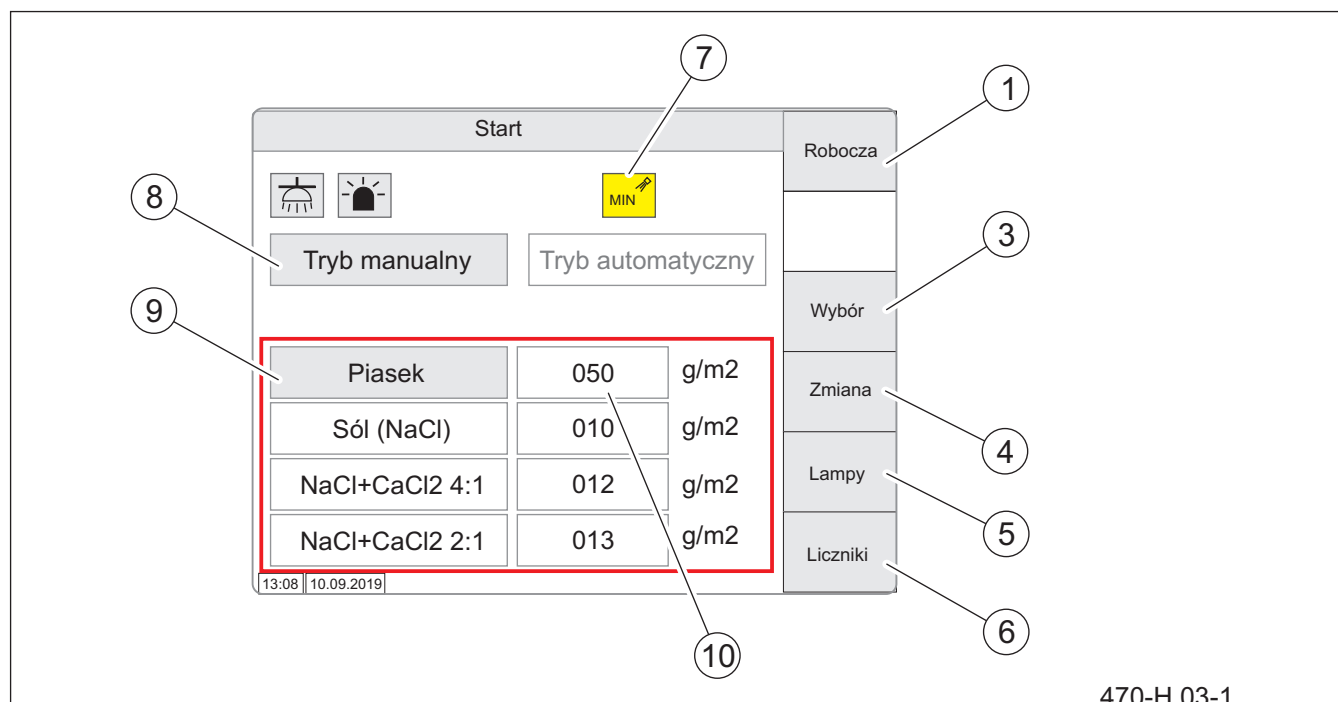 7
1
Start
Robocza
MIN
8
3
Tryb manualny
Tryb automatyczny
9
Wybór
Piasek 050 g/m2
Zmiana
Sól (NaCl) 010 g/m2
4
NaCl+CaCl2 4:1 012 g/m2
Lampy
5
NaCl+CaCl2 2:1 013 g/m2
Liczniki
13:08 10.09.2019
6
10
470-H.03-1